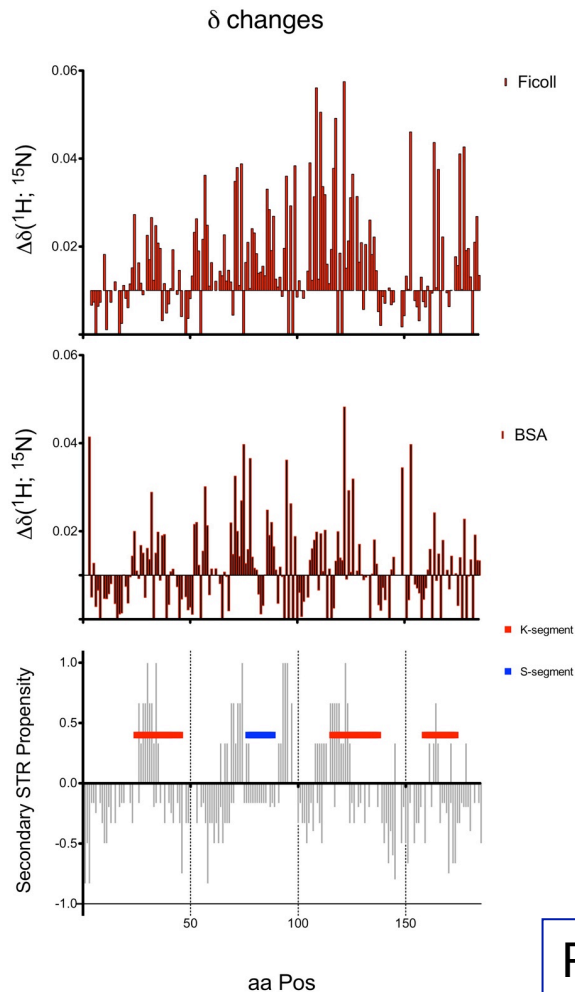 δ changes
0.06
0.04
0.02
Δδ(¹H; ¹⁵N)
Ficoll
0.06
0.04
0.02
Δδ(¹H; ¹⁵N)
BSA
K-segment
S-segment
1.0
0.5
0.0
-0.5
-1.0
Secondary STR Propensity
50
100
150
aa Pos